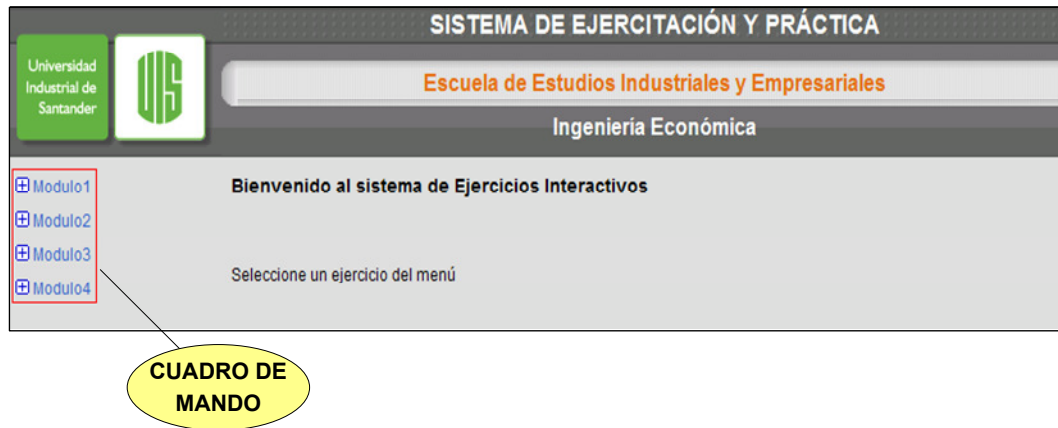 SISTEMA DE EJERCITACIÓN Y PRÁCTICA
Universidad
Industrial de
Santander
UIS
Escuela de Estudios Industriales y Empresariales
Ingeniería Económica
Modulo1
Modulo2
Modulo3
Modulo4
Bienvenido al sistema de Ejercicios Interactivos
Seleccione un ejercicio del menú
CUADRO DE
MANDO